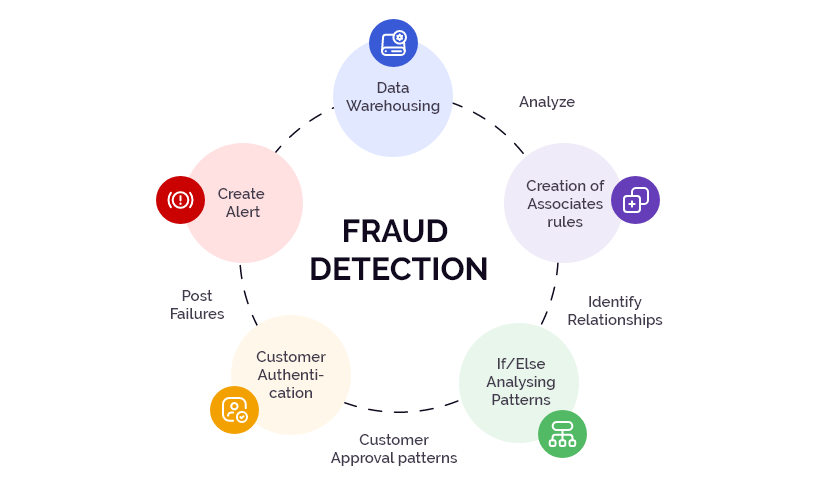 Data
Warehousing
Analyze
Creation of
Associates
rules
Identify
Relationships
If/Else
Analysing
Patterns
Customer
Approval patterns
Customer
Authenti-
cation
Post
Failures
Create
Alert
FRAUD
DETECTION